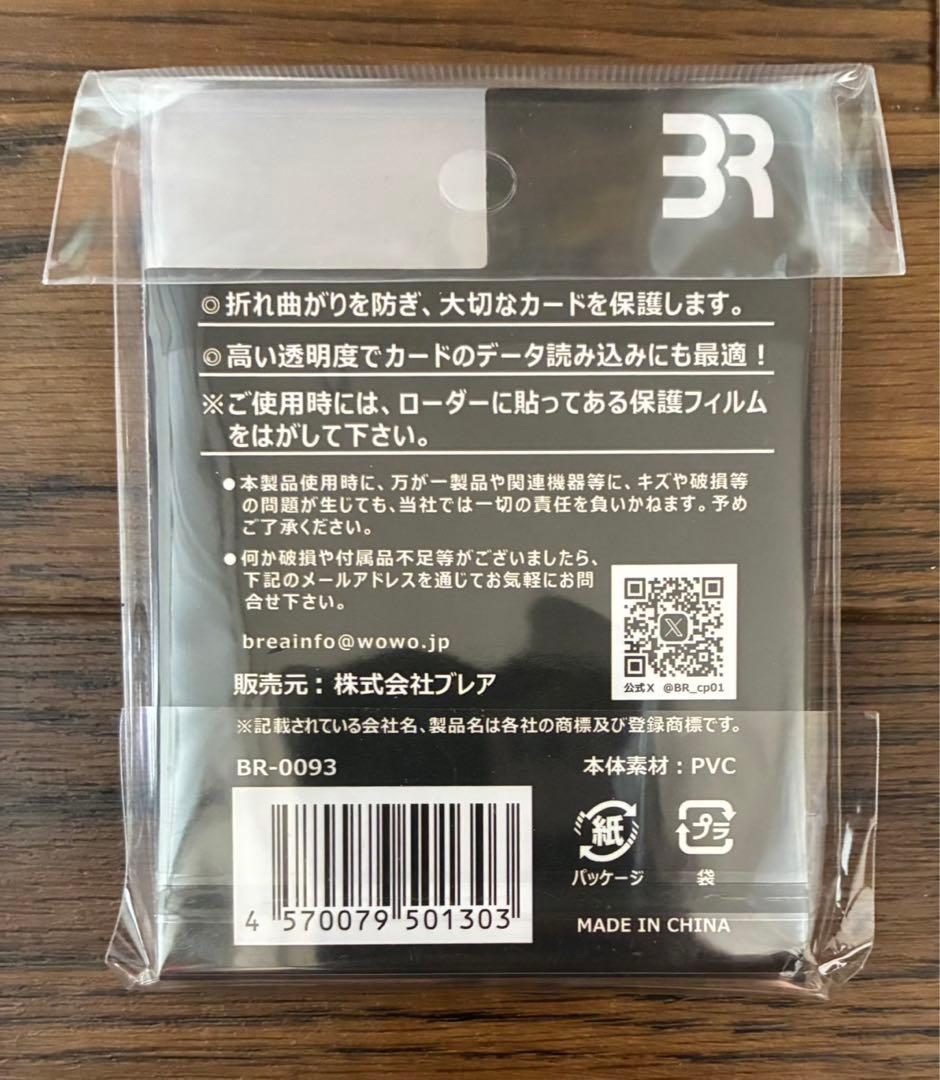 BR
◎折れ曲がりを防ぎ、大切なカードを保護します。
◎高い透明度でカードのデータ読み込みにも最適！
※ご使用時には、ローダーに貼ってある保護フィルム
をはがして下さい。
●本製品使用時に、万が一製品や関連機器等に、キズや破損等
の問題が生じても、当社では一切の責任を負いかねます。予め
ご了承ください。
●何か破損や付属品不足等がございましたら、
下記のメールアドレスを通じてお気軽にお問
合せ下さい。
breainfo@wowo.jp
公式X @BR_cp01
販売元：株式会社ブレア
※記載されている会社名、製品名は各社の商標及び登録商標です。
BR-0093 本体素材：PVC
紙 プラ
パッケージ 袋
4 570079 501303
MADE IN CHINA